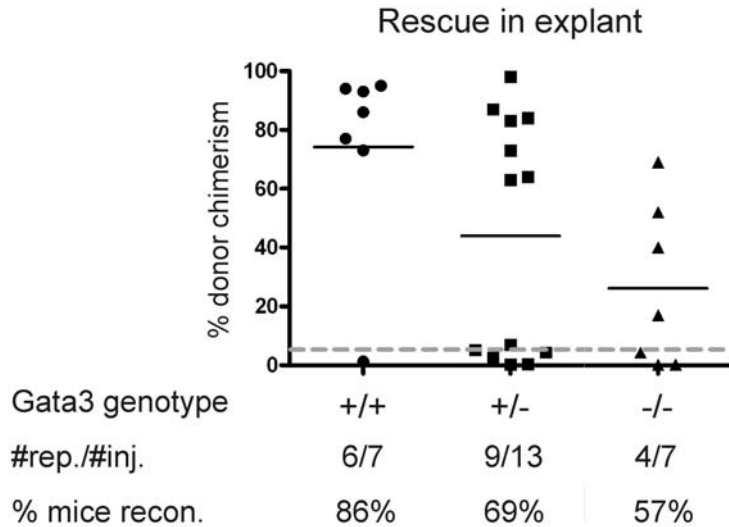 Rescue in explant
% donor chimerism
100
80
60
40
20
0
Gata3 genotype +/+ +/- -/-
#rep./#inj. 6/7 9/13 4/7
% mice recon. 86% 69% 57%